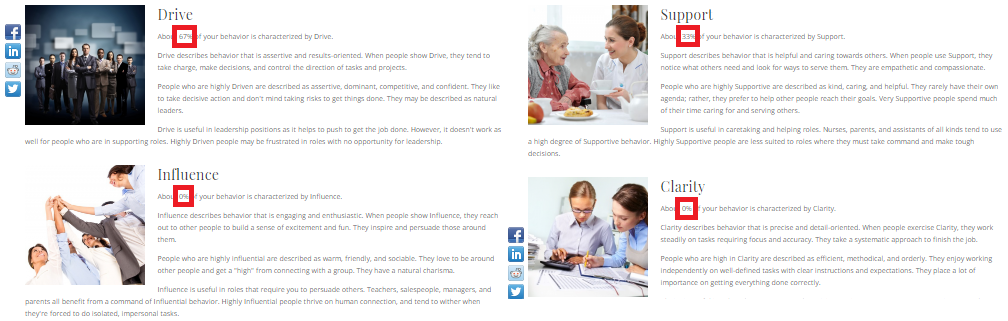 Drive
About 67% of your behavior is characterized by Drive.
Drive describes behavior that is assertive and results-oriented. When people show Drive, they tend to
take charge, make decisions, and control the direction of tasks and projects.
People who are highly Driven are described as assertive, dominant, competitive, and confident. They like
to take decisive action and don't mind taking risks to get things done. They may be described as natural
leaders.
Drive is useful in leadership positions as it helps to push to get the job done. However, it doesn't work as
well for people who are in supporting roles. Highly Driven people may be frustrated in roles with no opportunity for leadership.
Influence
About 0% of your behavior is characterized by Influence.
Influence describes behavior that is engaging and enthusiastic. When people show Influence, they reach
out to other people to build a sense of excitement and fun. They inspire and persuade those around
them.
People who are highly Influential are described as warm, friendly, and sociable. They love to be around
other people and get a "high" from connecting with a group. They have a natural charisma.
Influence is useful in roles that require you to persuade others. Teachers, salespeople, managers, and
parents all benefit from a command of Influential behavior. Highly Influential people thrive on human connection, and tend to wither when
they're forced to do isolated, impersonal tasks.
Support
About 33% of your behavior is characterized by Support.
Support describes behavior that is helpful and caring towards others. When people use Support, they
notice what others need and look for ways to serve them. They are empathetic and compassionate.
People who are highly Supportive are described as kind, caring, and helpful. They rarely have their own
agenda; rather, they prefer to help other people reach their goals. Very Supportive people spend much
of their time caring for and serving others.
Support is useful in caretaking and helping roles. Nurses, parents, and assistants of all kinds tend to use
a high degree of Supportive behavior. Highly Supportive people are less suited to roles where they must take command and make tough
decisions.
Clarity
About 0% of your behavior is characterized by Clarity.
Clarity describes behavior that is precise and detail-oriented. When people exercise Clarity, they work
steadily on tasks requiring focus and accuracy. They take a systematic approach to finish the job.
People who are high in Clarity are described as efficient, methodical, and orderly. They enjoy working
independently on well-defined tasks with clear instructions and expectations. They place a lot of
importance on getting everything done correctly.